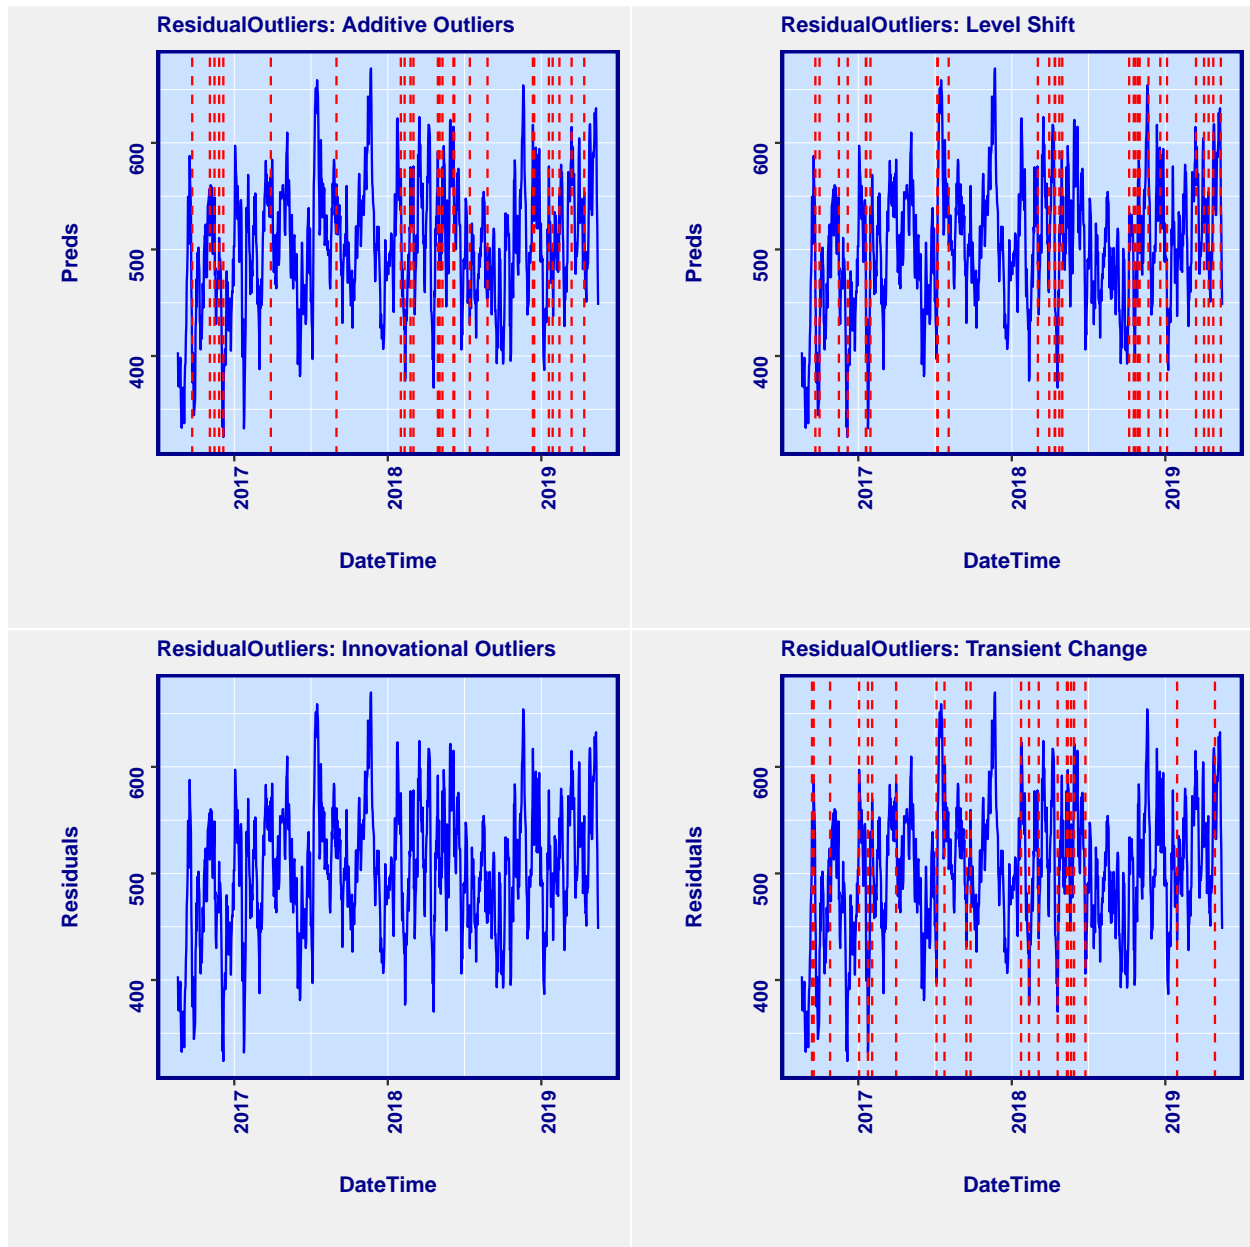 ResidualOutliers: Additive Outliers
Preds
600
500
400
2017
2018
2019
DateTime
ResidualOutliers: Level Shift
Preds
600
500
400
2017
2018
2019
DateTime
ResidualOutliers: Innovational Outliers
Residuals
600
500
400
2017
2018
2019
DateTime
ResidualOutliers: Transient Change
Residuals
600
500
400
2017
2018
2019
DateTime